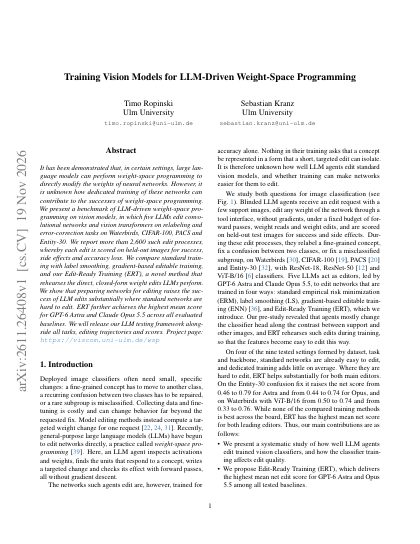 Training Vision Models for LLM-Driven Weight-Space Programming
Timo Ropinski
Ulm University
timo.ropinski@uni-ulm.de
Sebastian Kranz
Ulm University
sebastian.kranz@uni-ulm.de
arXiv:2611.26408v1 [cs.CV] 19 Nov 2026
Abstract
It has been demonstrated that, in certain settings, large lan-
guage models can perform weight-space programming to
directly modify the weights of neural networks. However, it
is unknown how dedicated training of these networks can
contribute to the successes of weight-space programming.
We present a benchmark of LLM-driven weight-space pro-
gramming on vision models, in which five LLMs edit convo-
lutional networks and vision transformers on relabeling and
error-correction tasks on Waterbirds, CIFAR-100, PACS and
Entity-30. We report more than 2,600 such edit processes,
whereby each edit is scored on held-out images for success,
side effects and accuracy loss. We compare standard train-
ing with label smoothing, gradient-based editable training,
and our Edit-Ready Training (ERT), a novel method that
rehearses the direct, closed-form weight edits LLMs perform.
We show that preparing networks for editing raises the suc-
cess of LLM edits substantially where standard networks are
hard to edit. ERT further achieves the highest mean score
for GPT-6 Astra and Claude Opus 5.5 across all evaluated
baselines. We will release our LLM testing framework along-
side all tasks, editing trajectories and scores. Project page:
https://viscom.uni-ulm.de/wsp
1. Introduction
Deployed image classifiers often need small, specific
changes: a fine-grained concept has to move to another class,
a recurring confusion between two classes has to be repaired,
or a rare subgroup is misclassified. Collecting data and fine-
tuning is costly and can change behavior far beyond the
requested fix. Model editing methods instead compute a tar-
geted weight change for one request [22, 24, 31]. Recently,
general-purpose large language models (LLMs) have begun
to edit networks directly, a practice called weight-space pro-
gramming [39]. Here, an LLM agent inspects activations
and weights, finds the units that respond to a concept, writes
a targeted change and checks its effect with forward passes,
all without gradient descent.
The networks such agents edit are, however, trained for
accuracy alone. Nothing in their training asks that a concept
be represented in a form that a short, targeted edit can isolate.
It is therefore unknown how well LLM agents edit standard
vision models, and whether training can make networks
easier for them to edit.
We study both questions for image classification (see
Fig. 1). Blinded LLM agents receive an edit request with a
few support images, edit any weight of the network through a
tool interface, without gradients, under a fixed budget of for-
ward passes, weight reads and weight edits, and are scored
on held-out test images for success and side effects. Dur-
ing these edit processes, they relabel a fine-grained concept,
fix a confusion between two classes, or fix a misclassified
subgroup, on Waterbirds [30], CIFAR-100 [19], PACS [20]
and Entity-30 [32], with ResNet-18, ResNet-50 [12] and
ViT-B/16 [6] classifiers. Five LLMs act as editors, led by
GPT-6 Astra and Claude Opus 5.5, to edit networks that
are trained in four ways: standard empirical risk minimization
(ERM), label smoothing (LS), gradient-based editable train-
ing (ENN) [36], and Edit-Ready Training (ERT), which we
introduce. Our pilot study revealed that agents mostly
change the classifier head along the contrast between support
and other images, and ERT rehearses such edits during training,
so that the features become easy to edit this way.
On four of the nine tested settings formed by dataset, task and
backbone, standard networks are already easy to edit, and
dedicated training adds little on average. Where they are
hard to edit, ERT helps substantially for both main editors.
On the Entity-30 confusion fix it raises the net score from
0.46 to 0.79 for Astra and from 0.44 to 0.74 for Opus, and
on Waterbirds with ViT-B/16 from 0.50 to 0.74 and from
0.33 to 0.76. While none of the compared training methods
is best across the board, ERT has the highest mean net score
for both leading editors. Thus, our main contributions are as
follows:
• We present a systematic study of how well LLM agents
edit trained vision networks, and how the classifier train-
ing affects edit quality.
• We propose Edit-Ready Training (ERT), which delivers
the highest mean net edit score for GPT-6 Astra and Opus
5.5 among all tested baselines.
1